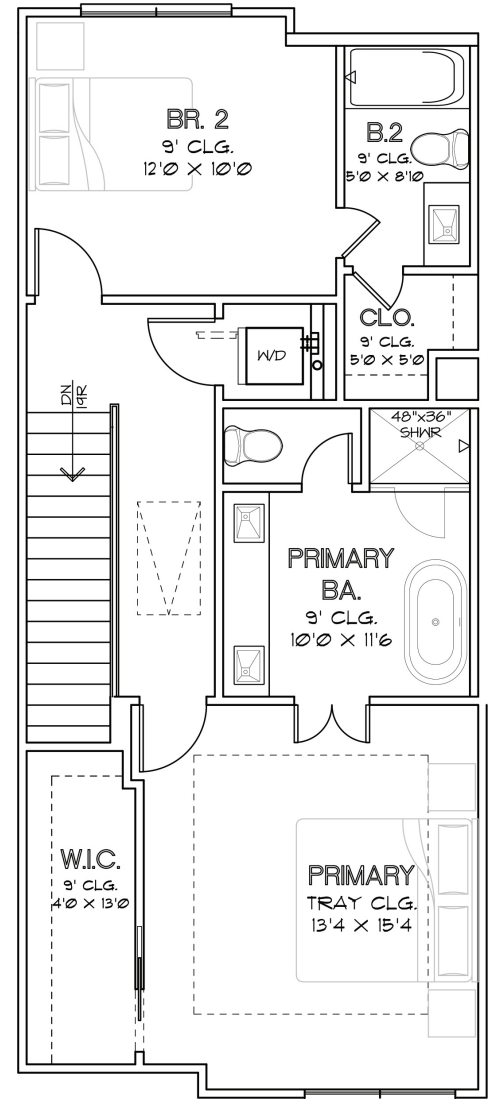 BR. 2
9' CLG.
12'0 X 10'0
B.2
9' CLG.
5'0 X 8'10
CLO.
9' CLG.
5'0 X 5'0
W/D
DN
19R
48"x36"
SHWR
PRIMARY
BA.
9' CLG.
10'0 X 11'6
W.I.C.
9' CLG.
4'0 X 13'0
PRIMARY
TRAY CLG.
13'4 X 15'4